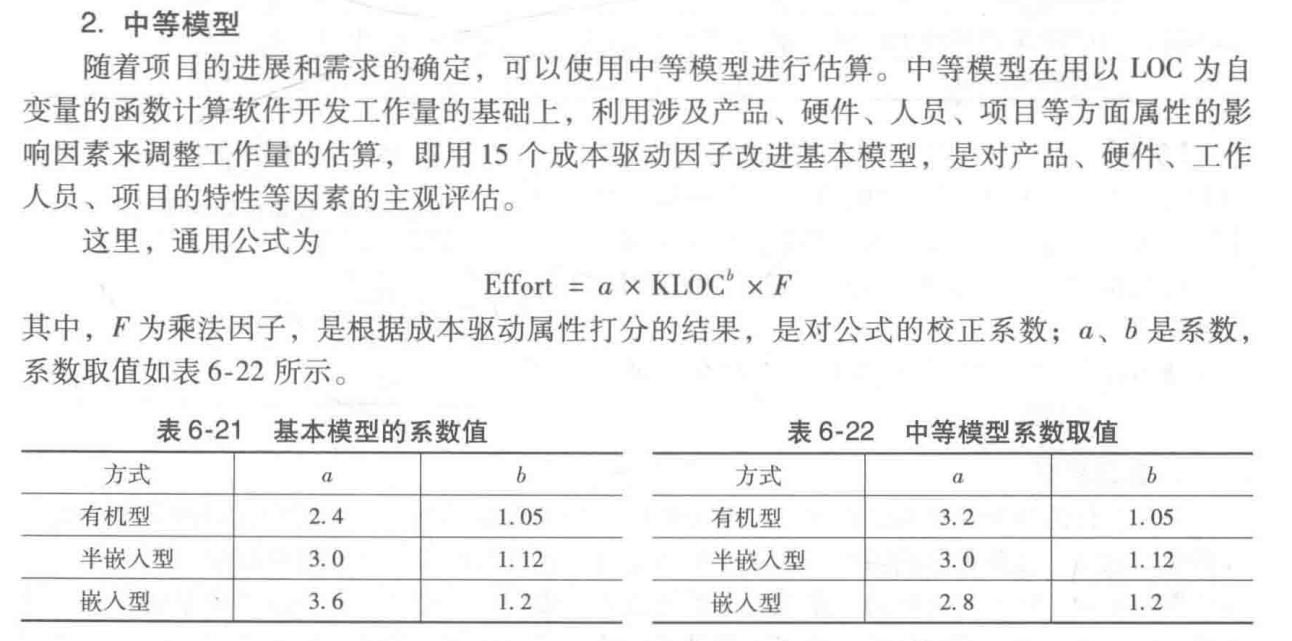 2. 中等模型
随着项目的进展和需求的确定，可以使用中等模型进行估算。中等模型在用以 LOC 为自
变量的函数计算软件开发工作量的基础上，利用涉及产品、硬件、人员、项目等方面属性的影
响因素来调整工作量的估算，即用 15 个成本驱动因子改进基本模型，是对产品、硬件、工作
人员、项目的特性等因素的主观评估。
这里，通用公式为
Effort = a × KLOC^b × F
其中，F 为乘法因子，是根据成本驱动属性打分的结果，是对公式的校正系数；a、b 是系数，
系数取值如表 6-22 所示。
表 6-21 基本模型的系数值
方式 a b
有机型 2.4 1.05
半嵌入型 3.0 1.12
嵌入型 3.6 1.2
表 6-22 中等模型系数取值
方式 a b
有机型 3.2 1.05
半嵌入型 3.0 1.12
嵌入型 2.8 1.2